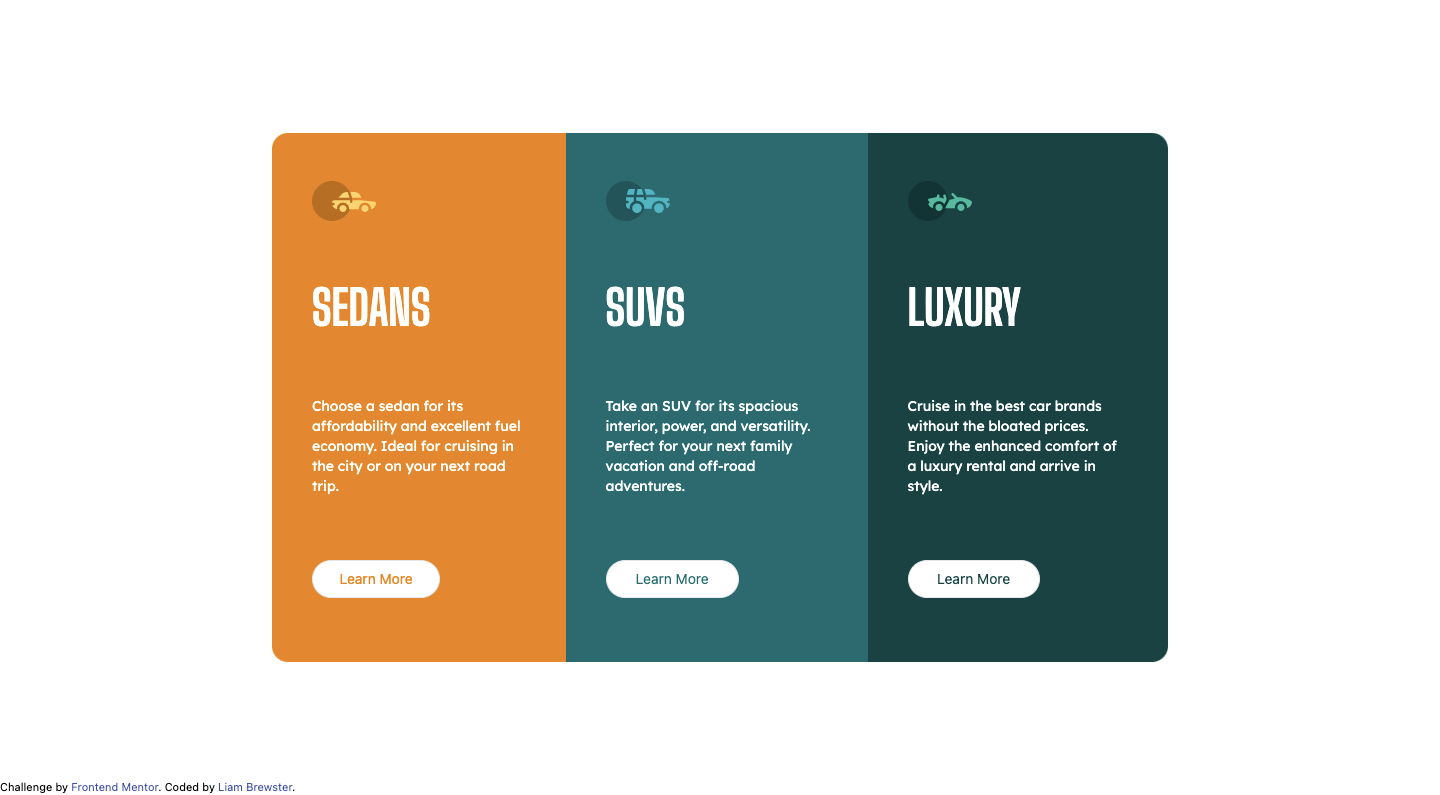 SEDANS
Choose a sedan for its
affordability and excellent fuel
economy. Ideal for cruising in
the city or on your next road
trip.
Learn More
SUVS
Take an SUV for its spacious
interior, power, and versatility.
Perfect for your next family
vacation and off-road
adventures.
Learn More
LUXURY
Cruise in the best car brands
without the bloated prices.
Enjoy the enhanced comfort of
a luxury rental and arrive in
style.
Learn More
Challenge by Frontend Mentor. Coded by Liam Brewster.